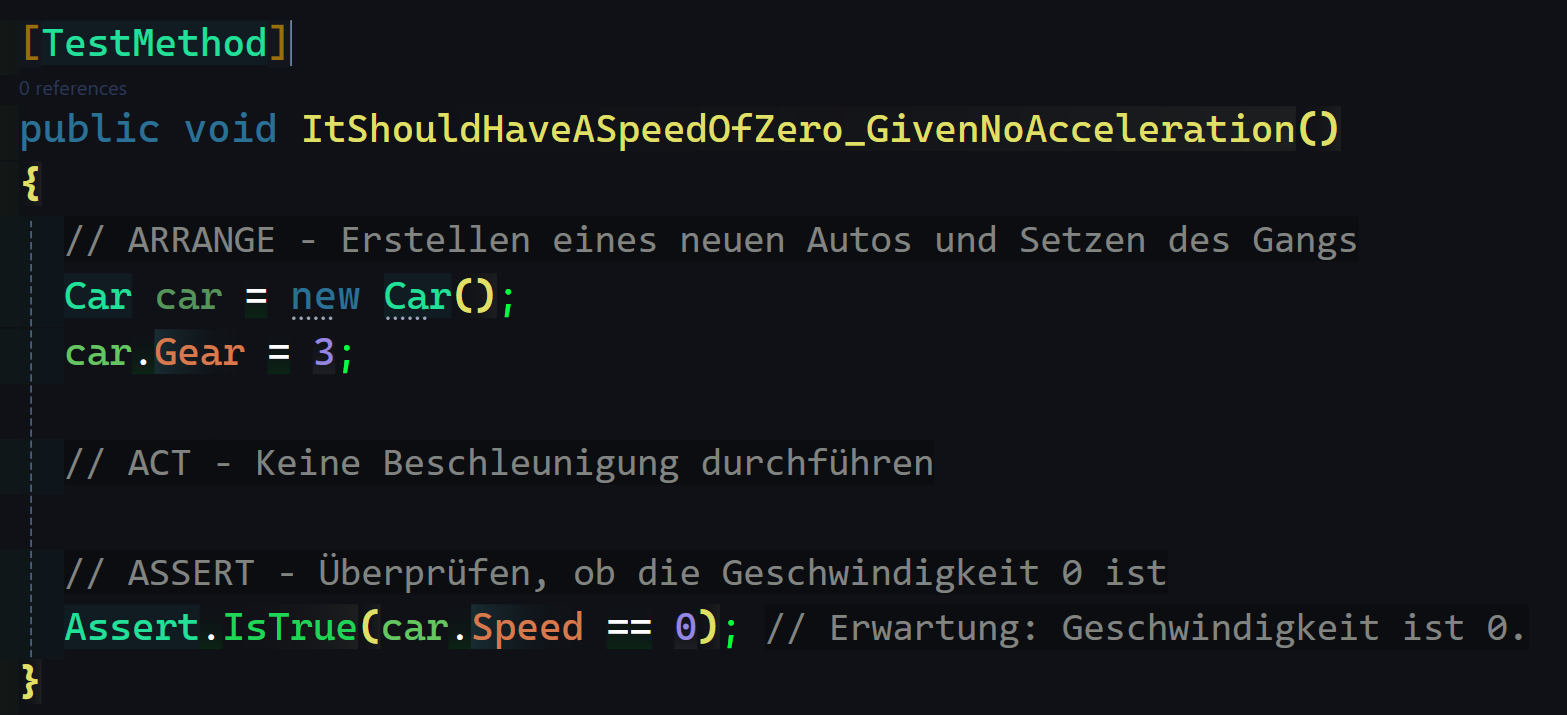 [TestMethod]
0 references
public void ItShouldHaveASpeedOfZero_GivenNoAcceleration()
{
// ARRANGE - Erstellen eines neuen Autos und Setzen des Gangs
Car car = new Car();
car.Gear = 3;
// ACT - Keine Beschleunigung durchführen
// ASSERT - Überprüfen, ob die Geschwindigkeit 0 ist
Assert.IsTrue(car.Speed == 0); // Erwartung: Geschwindigkeit ist 0.
}